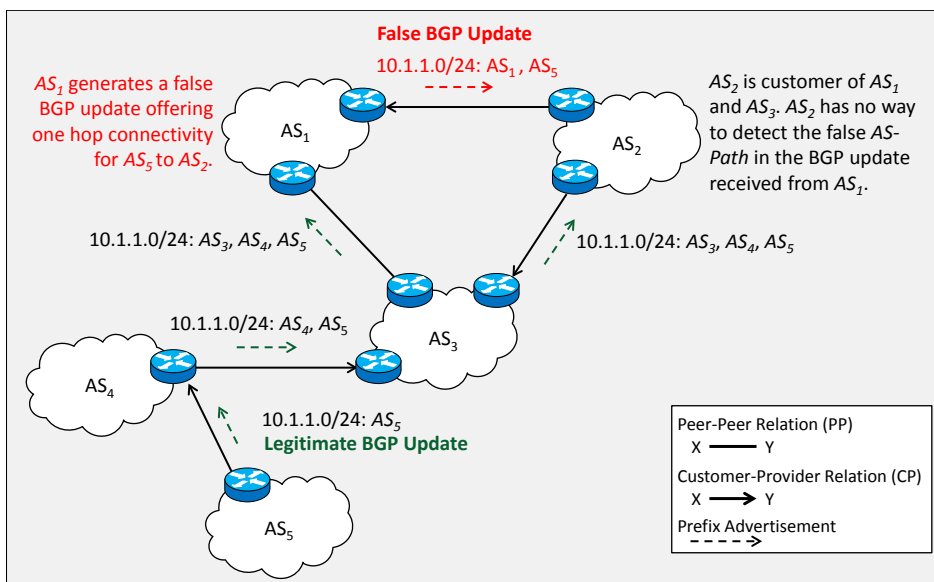 False BGP Update
10.1.1.0/24: AS1 , AS5
AS1 generates a false
BGP update offering
one hop connectivity
for AS5 to AS2.
AS2 is customer of AS1
and AS3. AS2 has no way
to detect the false AS-
Path in the BGP update
received from AS1.
AS1
AS2
10.1.1.0/24: AS3, AS4, AS5
10.1.1.0/24: AS3, AS4, AS5
10.1.1.0/24: AS4, AS5
AS3
AS4
10.1.1.0/24: AS5
Legitimate BGP Update
AS5
Peer-Peer Relation (PP)
X Y
Customer-Provider Relation (CP)
X Y
Prefix Advertisement